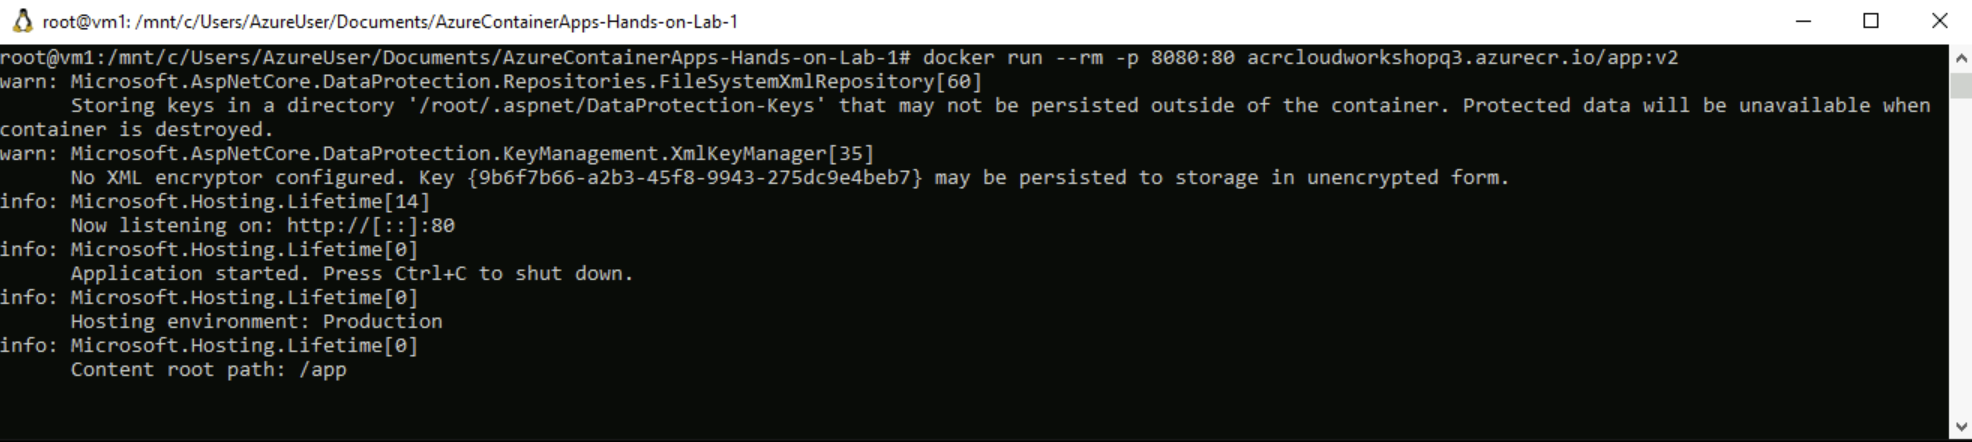 root@vm1: /mnt/c/Users/AzureUser/Documents/AzureContainerApps-Hands-on-Lab-1
root@vm1:/mnt/c/Users/AzureUser/Documents/AzureContainerApps-Hands-on-Lab-1# docker run --rm -p 8080:80 acrcloudworkshopq3.azurecr.io/app:v2
warn: Microsoft.AspNetCore.DataProtection.Repositories.FileSystemXmlRepository[60]
      Storing keys in a directory '/root/.aspnet/DataProtection-Keys' that may not be persisted outside of the container. Protected data will be unavailable when
container is destroyed.
warn: Microsoft.AspNetCore.DataProtection.KeyManagement.XmlKeyManager[35]
      No XML encryptor configured. Key {9b6f7b66-a2b3-45f8-9943-275dc9e4beb7} may be persisted to storage in unencrypted form.
info: Microsoft.Hosting.Lifetime[14]
      Now listening on: http://[::]:80
info: Microsoft.Hosting.Lifetime[0]
      Application started. Press Ctrl+C to shut down.
info: Microsoft.Hosting.Lifetime[0]
      Hosting environment: Production
info: Microsoft.Hosting.Lifetime[0]
      Content root path: /app